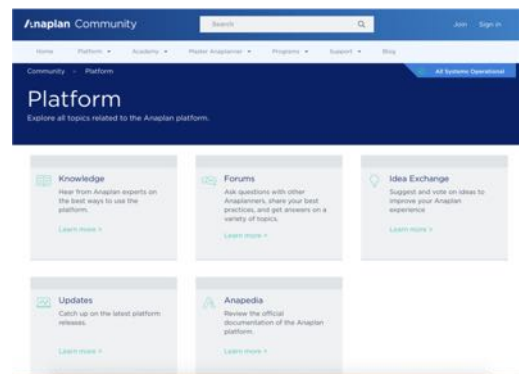 Anaplan Community
Search
Join Sign in
Home Platform Academy Master Anaplanner Programs Support Blog
Community - Platform
All Systems Operational
Platform
Explore all topics related to the Anaplan platform.
Knowledge
Hear from Anaplan experts on
the best ways to use the
platform.
Learn more >
Forums
Ask questions with other
Anaplanners, share your best
practices, and get answers on a
variety of topics.
Learn more >
Idea Exchange
Suggest and vote on ideas to
improve your Anaplan
experience
Learn more >
Updates
Catch up on the latest platform
releases.
Learn more >
Anapedia
Review the official
documentation of the Anaplan
platform.
Learn more >